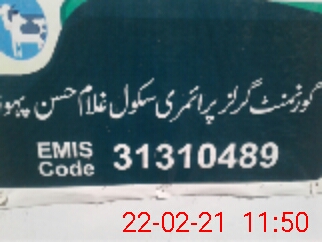 گورنمنٹ گرلز پرائمری سکول غلام حسن
EMIS Code 31310489
22-02-21 11:50